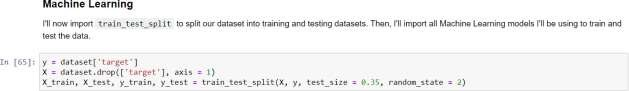 Machine Learning
I'll now import train_test_split to split our dataset into training and testing datasets. Then, I'll import all Machine Learning models I'll be using to train and
test the data.
In [65]: y = dataset['target']
X = dataset.drop(['target'], axis = 1)
X_train, X_test, y_train, y_test = train_test_split(X, y, test_size = 0.35, random_state = 2)